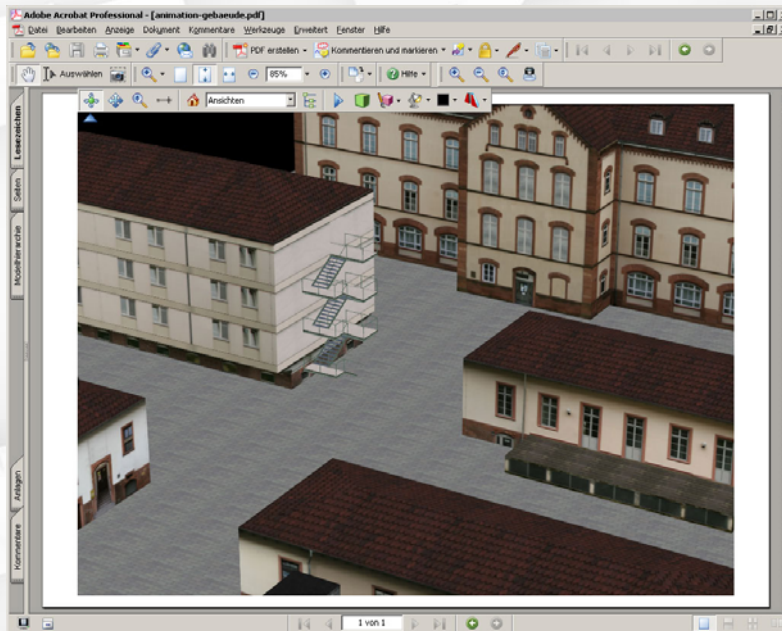 Adobe Acrobat Professional - [animation-gebaeude.pdf]
Datei Bearbeiten Anzeige Dokument Kommentare Werkzeuge Erweitert Fenster Hilfe
PDF erstellen Kommentieren und markieren
Auswählen 85% Hilfe
Ansichten
Lesezeichen
Seiten
Modellhierarchie
Anlagen
Kommentare
1 von 1